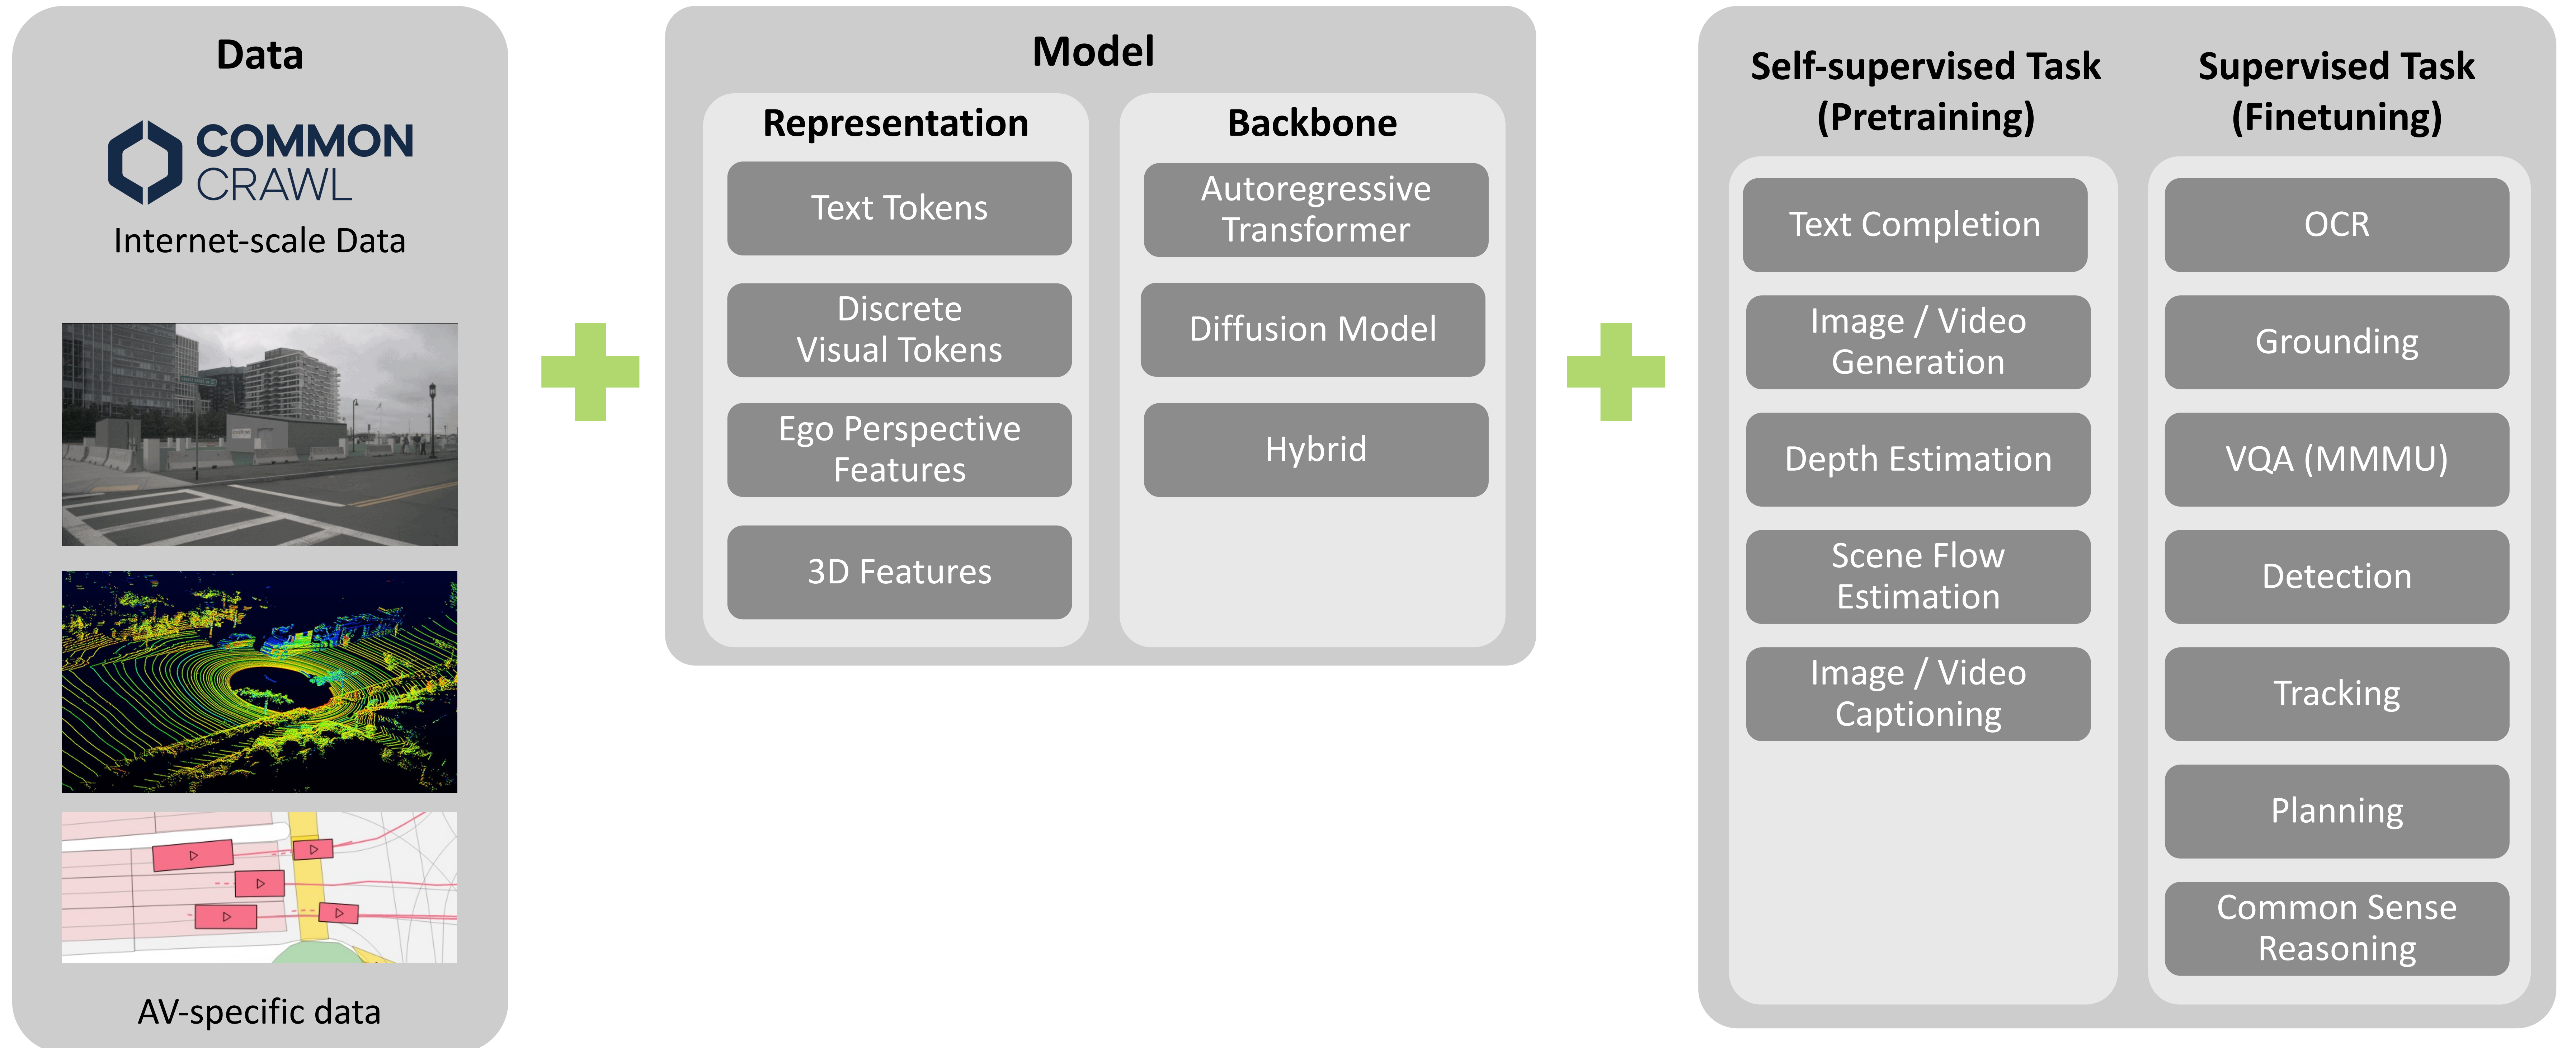 Data
COMMON
CRAWL
Internet-scale Data
AV-specific data
Model
Representation
Text Tokens
Discrete
Visual Tokens
Ego Perspective
Features
3D Features
Backbone
Autoregressive
Transformer
Diffusion Model
Hybrid
Self-supervised Task
(Pretraining)
Text Completion
Image / Video
Generation
Depth Estimation
Scene Flow
Estimation
Image / Video
Captioning
Supervised Task
(Finetuning)
OCR
Grounding
VQA (MMMU)
Detection
Tracking
Planning
Common Sense
Reasoning